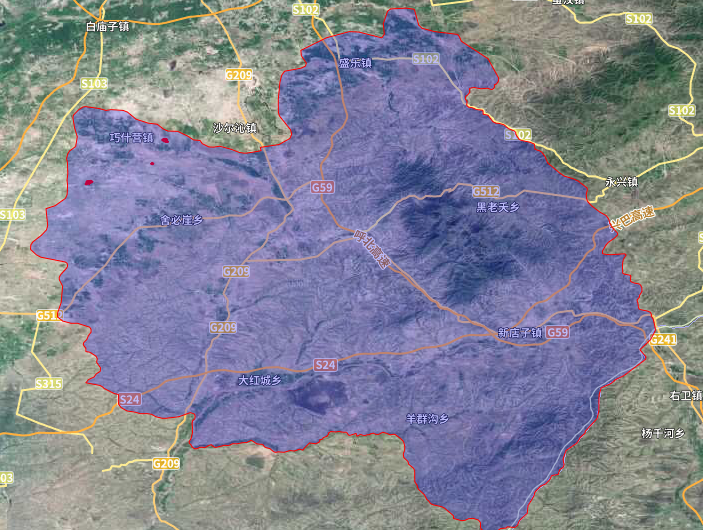 S102
S102
白庙子镇
盛乐镇
S102
G209
S103
S102
沙尔沁镇
S102
巧什营镇
永兴镇
G59
G512
黑老夭乡
S103
舍必崖乡
呼北高速
G209
G209
新店子镇
G59
G241
S24
大红城乡
S315
S24
右卫镇
羊群沟乡
杨千河乡
G209